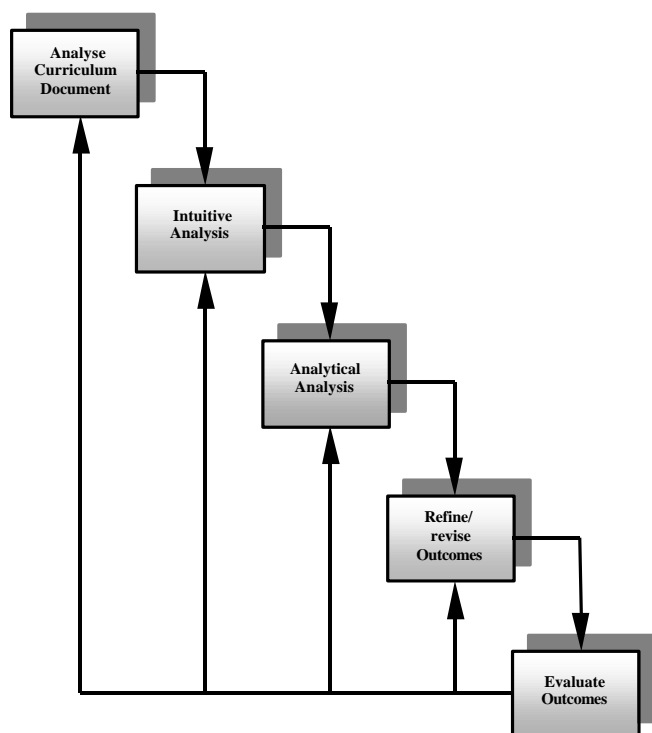 Analyse
Curriculum
Document
Intuitive
Analysis
Analytical
Analysis
Refine/
revise
Outcomes
Evaluate
Outcomes